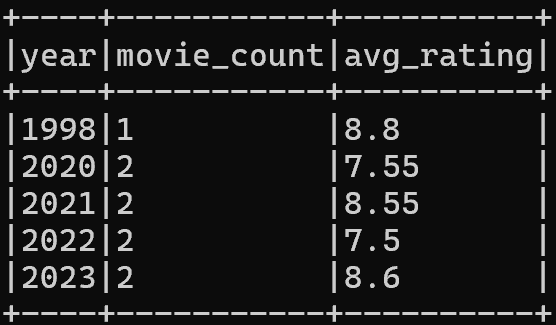 +----+-----------+----------+
|year|movie_count|avg_rating|
+----+-----------+----------+
|1998|1          |8.8       |
|2020|2          |7.55      |
|2021|2          |8.55      |
|2022|2          |7.5       |
|2023|2          |8.6       |
+----+-----------+----------+